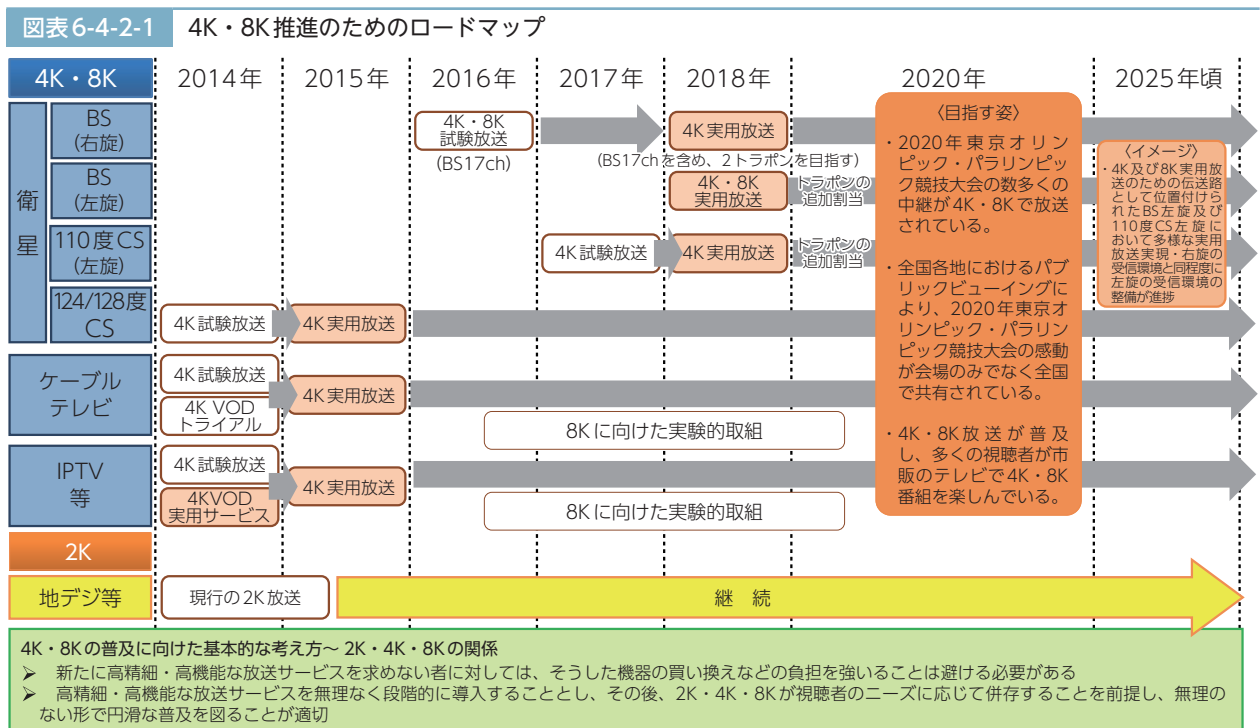 図表6-4-2-1 4K・8K推進のためのロードマップ
4K・8K 2014年 2015年 2016年 2017年 2018年 2020年 2025年頃
衛星
BS
(右旋)
4K・8K
試験放送
(BS17ch)
4K実用放送
(BS17chを含め、2トラポンを目指す)
BS
(左旋)
4K・8K
実用放送
トラポンの
追加割当
110度CS
(左旋)
4K試験放送
4K実用放送
トラポンの
追加割当
124/128度
CS
4K試験放送
4K実用放送
ケーブル
テレビ
4K試験放送
4K VOD
トライアル
4K実用放送
8Kに向けた実験的取組
IPTV
等
4K試験放送
4KVOD
実用サービス
4K実用放送
8Kに向けた実験的取組
〈目指す姿〉
・2020年東京オリン
ピック・パラリンピッ
ク競技大会の数多くの
中継が4K・8Kで放送
されている。
・全国各地におけるパブ
リックビューイングに
より、2020年東京オ
リンピック・パラリン
ピック競技大会の感動
が会場のみでなく全国
で共有されている。
・4K・8K放送が普及
し、多くの視聴者が市
販のテレビで4K・8K
番組を楽しんでいる。
〈イメージ〉
・4K及び8K実用放
送のための伝送路
として位置付けら
れたBS左旋及び
110度CS左旋に
おいて多様な実用
放送実現・右旋の
受信環境と同程度に
左旋の受信環境の
整備が進捗
2K
地デジ等
現行の2K放送
継 続
4K・8Kの普及に向けた基本的な考え方~ 2K・4K・8Kの関係
➢ 新たに高精細・高機能な放送サービスを求めない者に対しては、そうした機器の買い換えなどの負担を強いることは避ける必要がある
➢ 高精細・高機能な放送サービスを無理なく段階的に導入することとし、その後、2K・4K・8Kが視聴者のニーズに応じて併存することを前提し、無理の
ない形で円滑な普及を図ることが適切